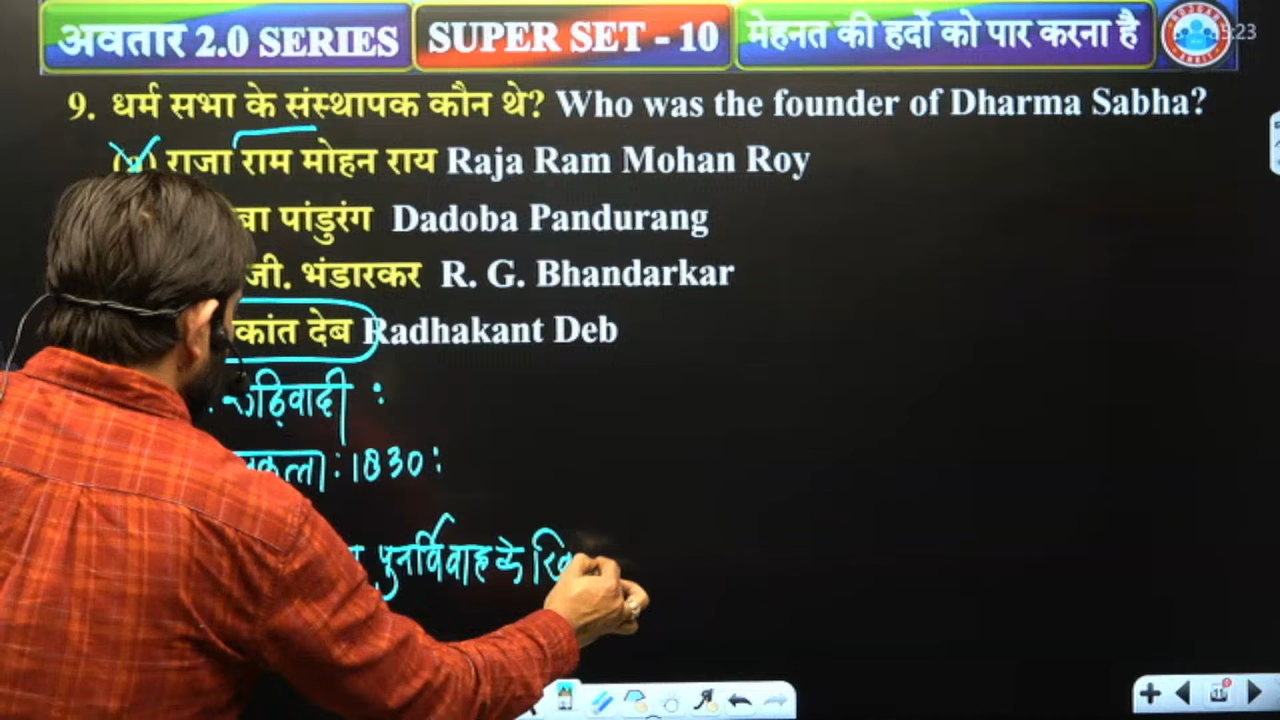 अवतार 2.0 SERIES SUPER SET - 10 मेहनत की हदों को पार करना है
9. धर्म सभा के संस्थापक कौन थे? Who was the founder of Dharma Sabha?
(a) राजा राम मोहन राय Raja Ram Mohan Roy
बा पांडुरंग Dadoba Pandurang
जी. भंडारकर R. G. Bhandarkar
कांत देब Radhakant Deb
रूढ़िवादी :
: 1830 :
पुनर्विवाह के